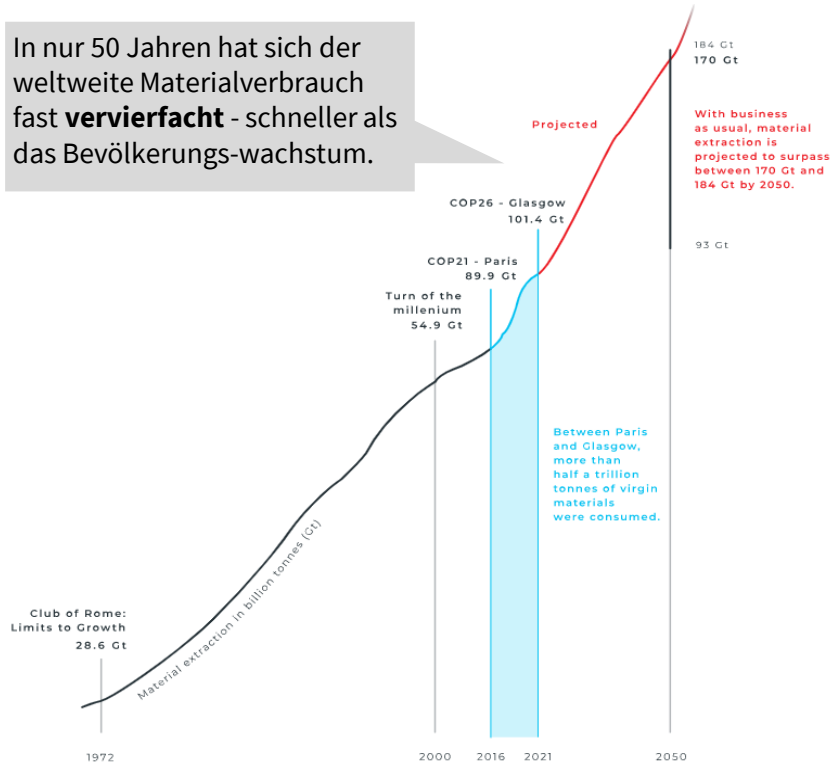 In nur 50 Jahren hat sich der
weltweite Materialverbrauch
fast vervierfacht - schneller als
das Bevölkerungs-wachstum.
184 Gt
170 Gt
Projected
With business
as usual, material
extraction is
projected to surpass
between 170 Gt and
184 Gt by 2050.
COP26 - Glasgow
101.4 Gt
93 Gt
COP21 - Paris
89.9 Gt
Turn of the
millenium
54.9 Gt
Between Paris
and Glasgow,
more than
half a trillion
tonnes of virgin
materials
were consumed.
Material extraction in billion tonnes (Gt)
Club of Rome:
Limits to Growth
28.6 Gt
1972
2000
2016
2021
2050